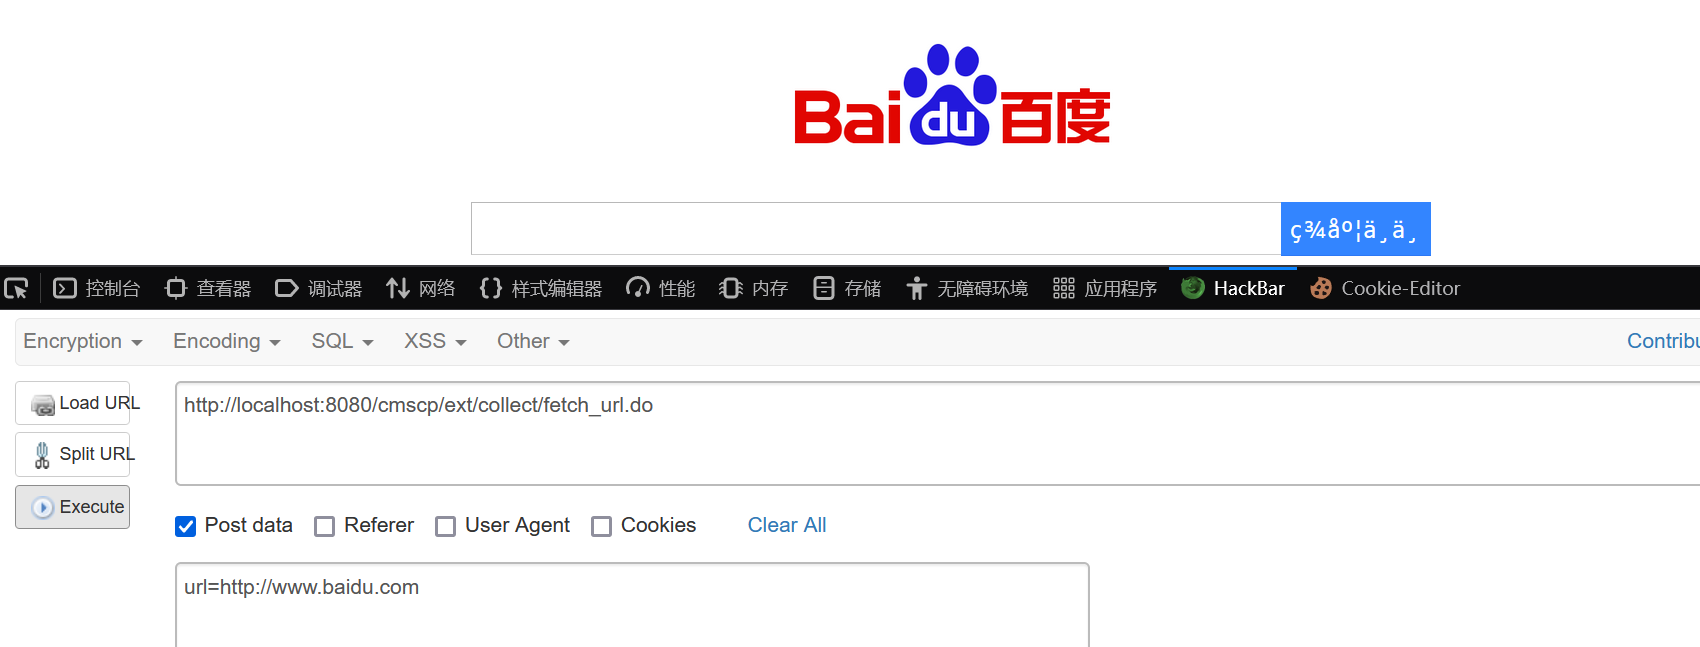 Bai du 百度
ç¾åº¦ä¸ä¸
控制台 查看器 调试器 网络 样式编辑器 性能 内存 存储 无障碍环境 应用程序 HackBar Cookie-Editor
Encryption Encoding SQL XSS Other Contribu
Load URL
http://localhost:8080/cmscp/ext/collect/fetch_url.do
Split URL
Execute
Post data Referer User Agent Cookies Clear All
url=http://www.baidu.com